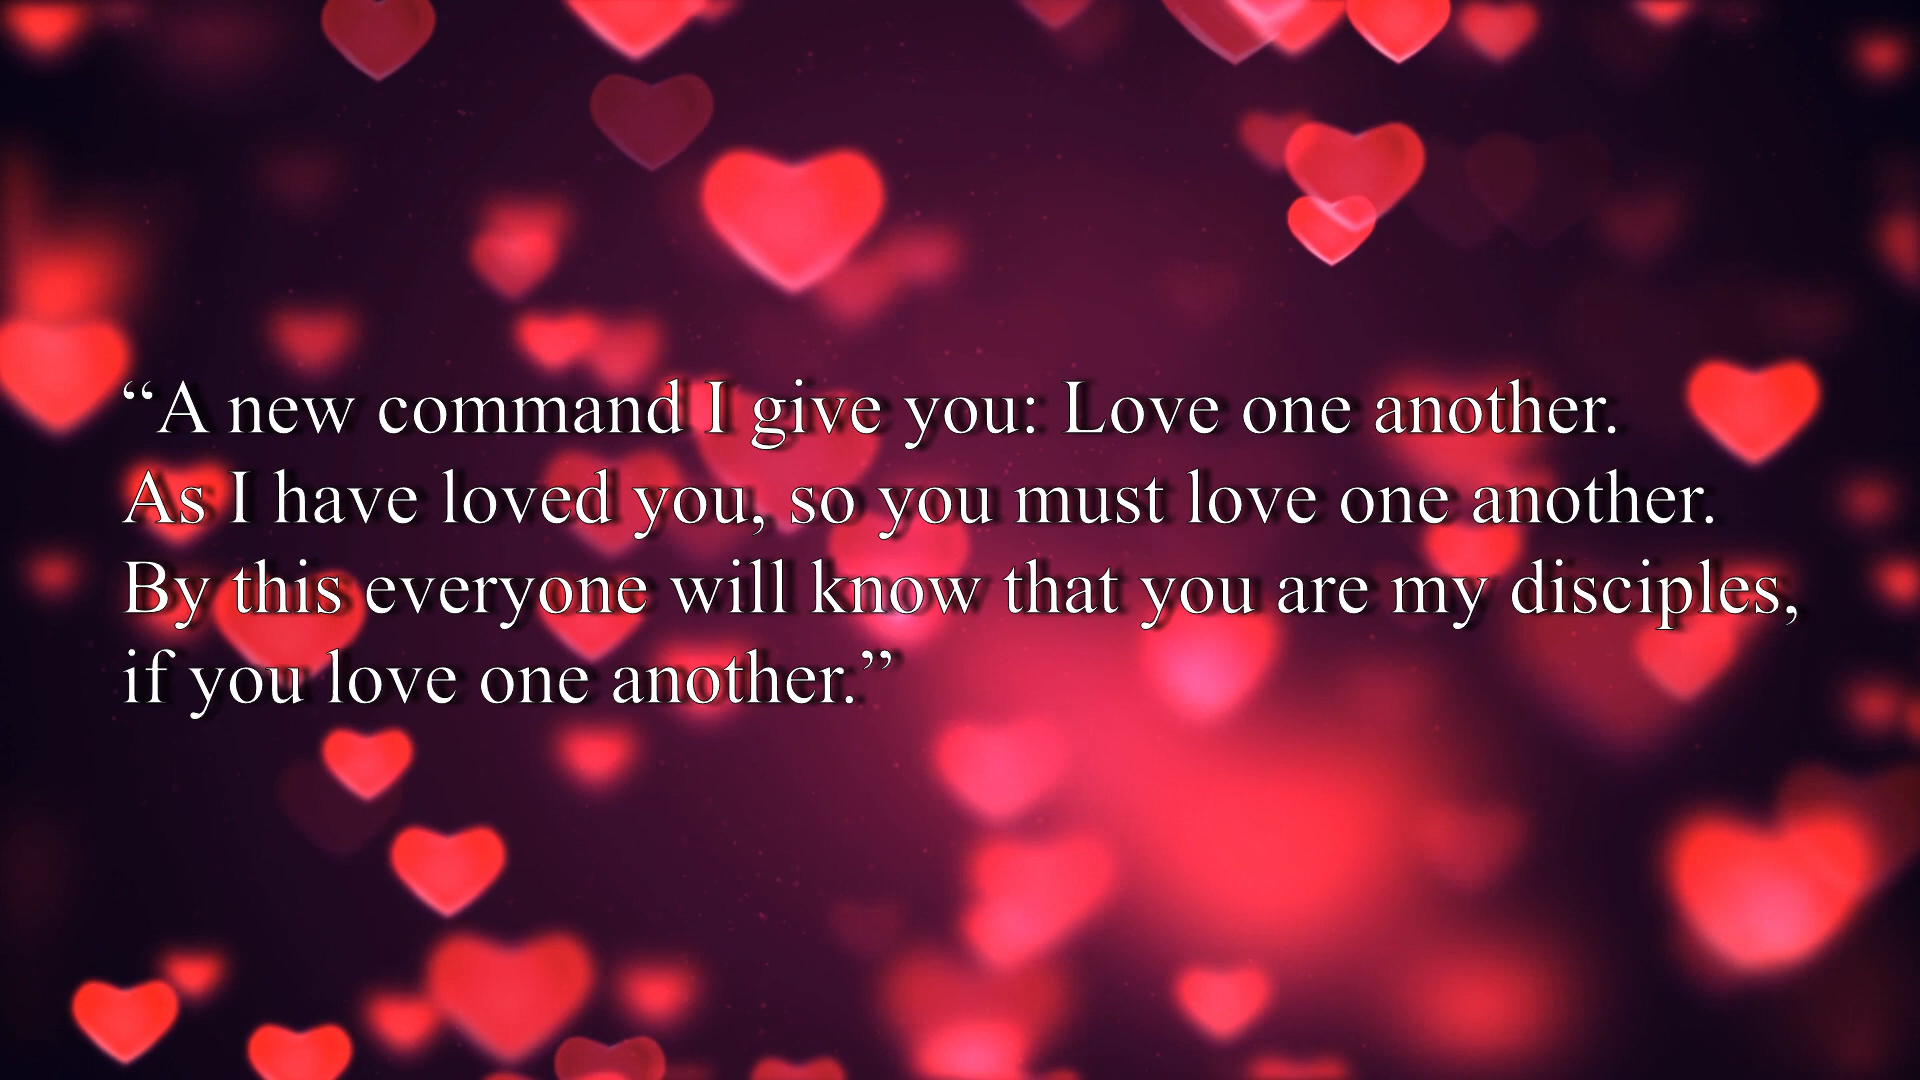 “A new command I give you: Love one another.
As I have loved you, so you must love one another.
By this everyone will know that you are my disciples,
if you love one another.”